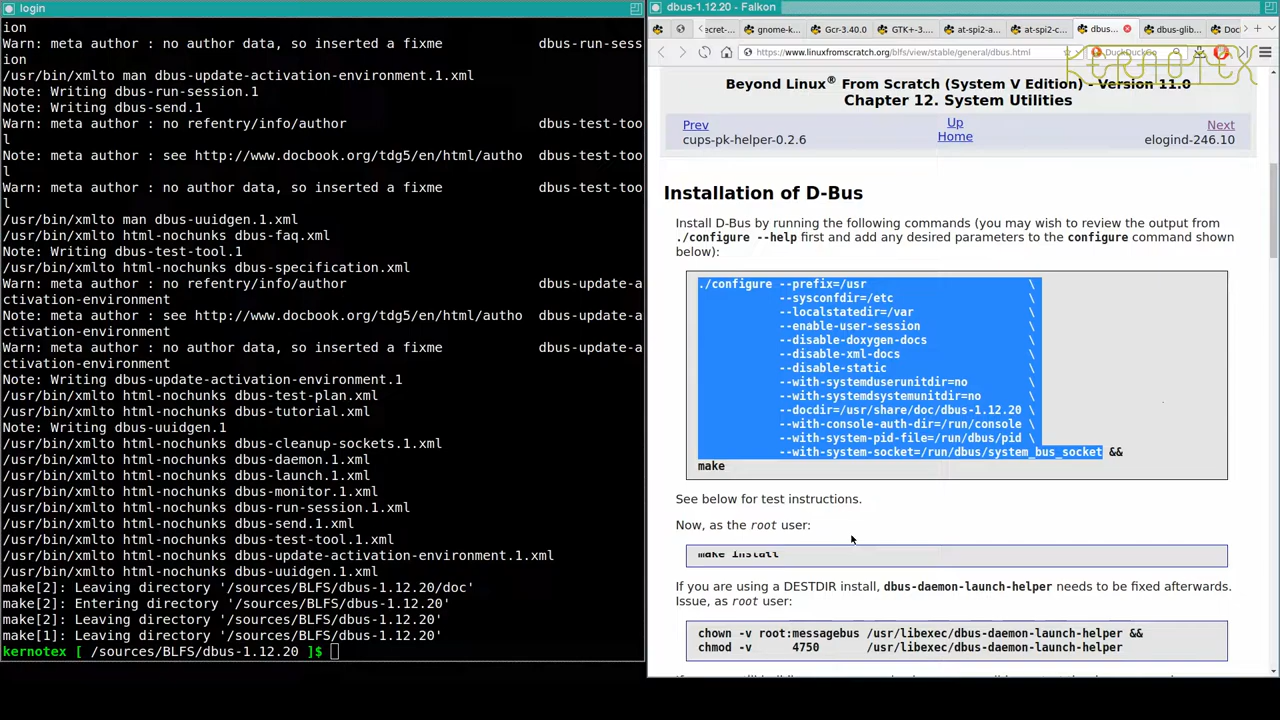 login
ion
Warn: meta author : no author data, so inserted a fixme dbus-run-sess
ion
/usr/bin/xmlto man dbus-update-activation-environment.1.xml
Note: Writing dbus-run-session.1
Note: Writing dbus-send.1
Warn: meta author : no refentry/info/author dbus-test-too
l
Note: meta author : see http://www.docbook.org/tdg5/en/html/autho dbus-test-too
l
Warn: meta author : no author data, so inserted a fixme dbus-test-too
l
/usr/bin/xmlto man dbus-uuidgen.1.xml
/usr/bin/xmlto html-nochunks dbus-faq.xml
Note: Writing dbus-test-tool.1
/usr/bin/xmlto html-nochunks dbus-specification.xml
Warn: meta author : no refentry/info/author dbus-update-a
ctivation-environment
Note: meta author : see http://www.docbook.org/tdg5/en/html/autho dbus-update-a
ctivation-environment
Warn: meta author : no author data, so inserted a fixme dbus-update-a
ctivation-environment
Note: Writing dbus-update-activation-environment.1
/usr/bin/xmlto html-nochunks dbus-test-plan.xml
/usr/bin/xmlto html-nochunks dbus-tutorial.xml
Note: Writing dbus-uuidgen.1
/usr/bin/xmlto html-nochunks dbus-cleanup-sockets.1.xml
/usr/bin/xmlto html-nochunks dbus-daemon.1.xml
/usr/bin/xmlto html-nochunks dbus-launch.1.xml
/usr/bin/xmlto html-nochunks dbus-monitor.1.xml
/usr/bin/xmlto html-nochunks dbus-run-session.1.xml
/usr/bin/xmlto html-nochunks dbus-send.1.xml
/usr/bin/xmlto html-nochunks dbus-test-tool.1.xml
/usr/bin/xmlto html-nochunks dbus-update-activation-environment.1.xml
/usr/bin/xmlto html-nochunks dbus-uuidgen.1.xml
make[2]: Leaving directory '/sources/BLFS/dbus-1.12.20/doc'
make[2]: Entering directory '/sources/BLFS/dbus-1.12.20'
make[2]: Leaving directory '/sources/BLFS/dbus-1.12.20'
make[1]: Leaving directory '/sources/BLFS/dbus-1.12.20'
kernotex [ /sources/BLFS/dbus-1.12.20 ]$
dbus-1.12.20 - Falkon
ecret-... gnome-k... Gcr-3.40.0 GTK+-3... at-spi2-a... at-spi2-c... dbus-... dbus-glib... Doc
https://www.linuxfromscratch.org/blfs/view/stable/general/dbus.html DuckDuckGo
KERNOTEX
Beyond Linux® From Scratch (System V Edition) - Version 11.0
Chapter 12. System Utilities
Prev Up Next
cups-pk-helper-0.2.6 Home elogind-246.10
Installation of D-Bus
Install D-Bus by running the following commands (you may wish to review the output from
./configure --help first and add any desired parameters to the configure command shown
below):
./configure --prefix=/usr \
--sysconfdir=/etc \
--localstatedir=/var \
--enable-user-session \
--disable-doxygen-docs \
--disable-xml-docs \
--disable-static \
--with-systemduserunitdir=no \
--with-systemdsystemunitdir=no \
--docdir=/usr/share/doc/dbus-1.12.20 \
--with-console-auth-dir=/run/console \
--with-system-pid-file=/run/dbus/pid \
--with-system-socket=/run/dbus/system_bus_socket &&
make
See below for test instructions.
Now, as the root user:
make install
If you are using a DESTDIR install, dbus-daemon-launch-helper needs to be fixed afterwards.
Issue, as root user:
chown -v root:messagebus /usr/libexec/dbus-daemon-launch-helper &&
chmod -v 4750 /usr/libexec/dbus-daemon-launch-helper